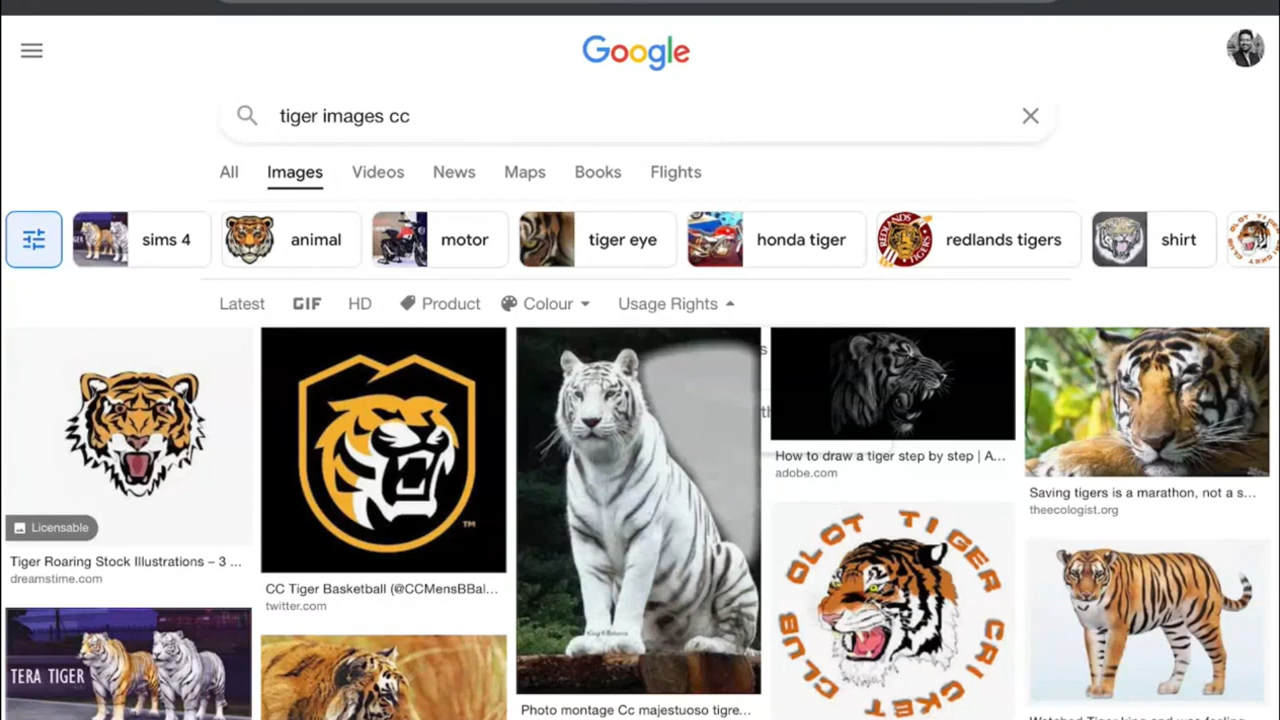 Google
tiger images cc
All Images Videos News Maps Books Flights
sims 4 animal motor tiger eye honda tiger redlands tigers shirt
Latest GIF HD Product Colour Usage Rights
Licensable
Tiger Roaring Stock Illustrations – 3 ...
dreamstime.com
TERA TIGER
TM
CC Tiger Basketball (@CCMensBBal...
twitter.com
Photo montage Cc majestuoso tigre...
How to draw a tiger step by step | A...
adobe.com
OLOT TIGER CRICKET CLUB
Saving tigers is a marathon, not a s...
theecologist.org